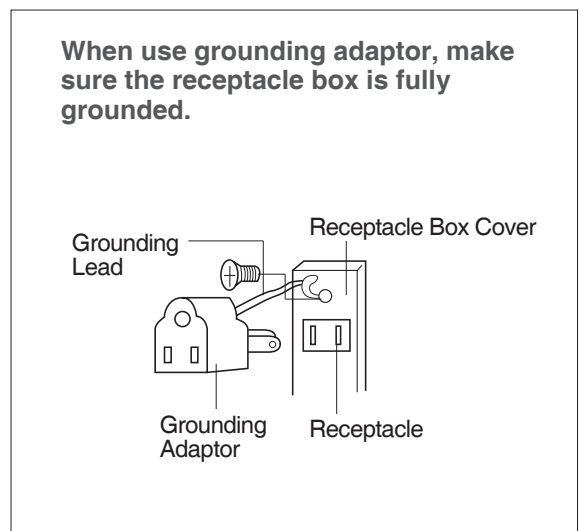 When use grounding adaptor, make
sure the receptacle box is fully
grounded.
Receptacle Box Cover
Grounding
Lead
Grounding
Adaptor
Receptacle